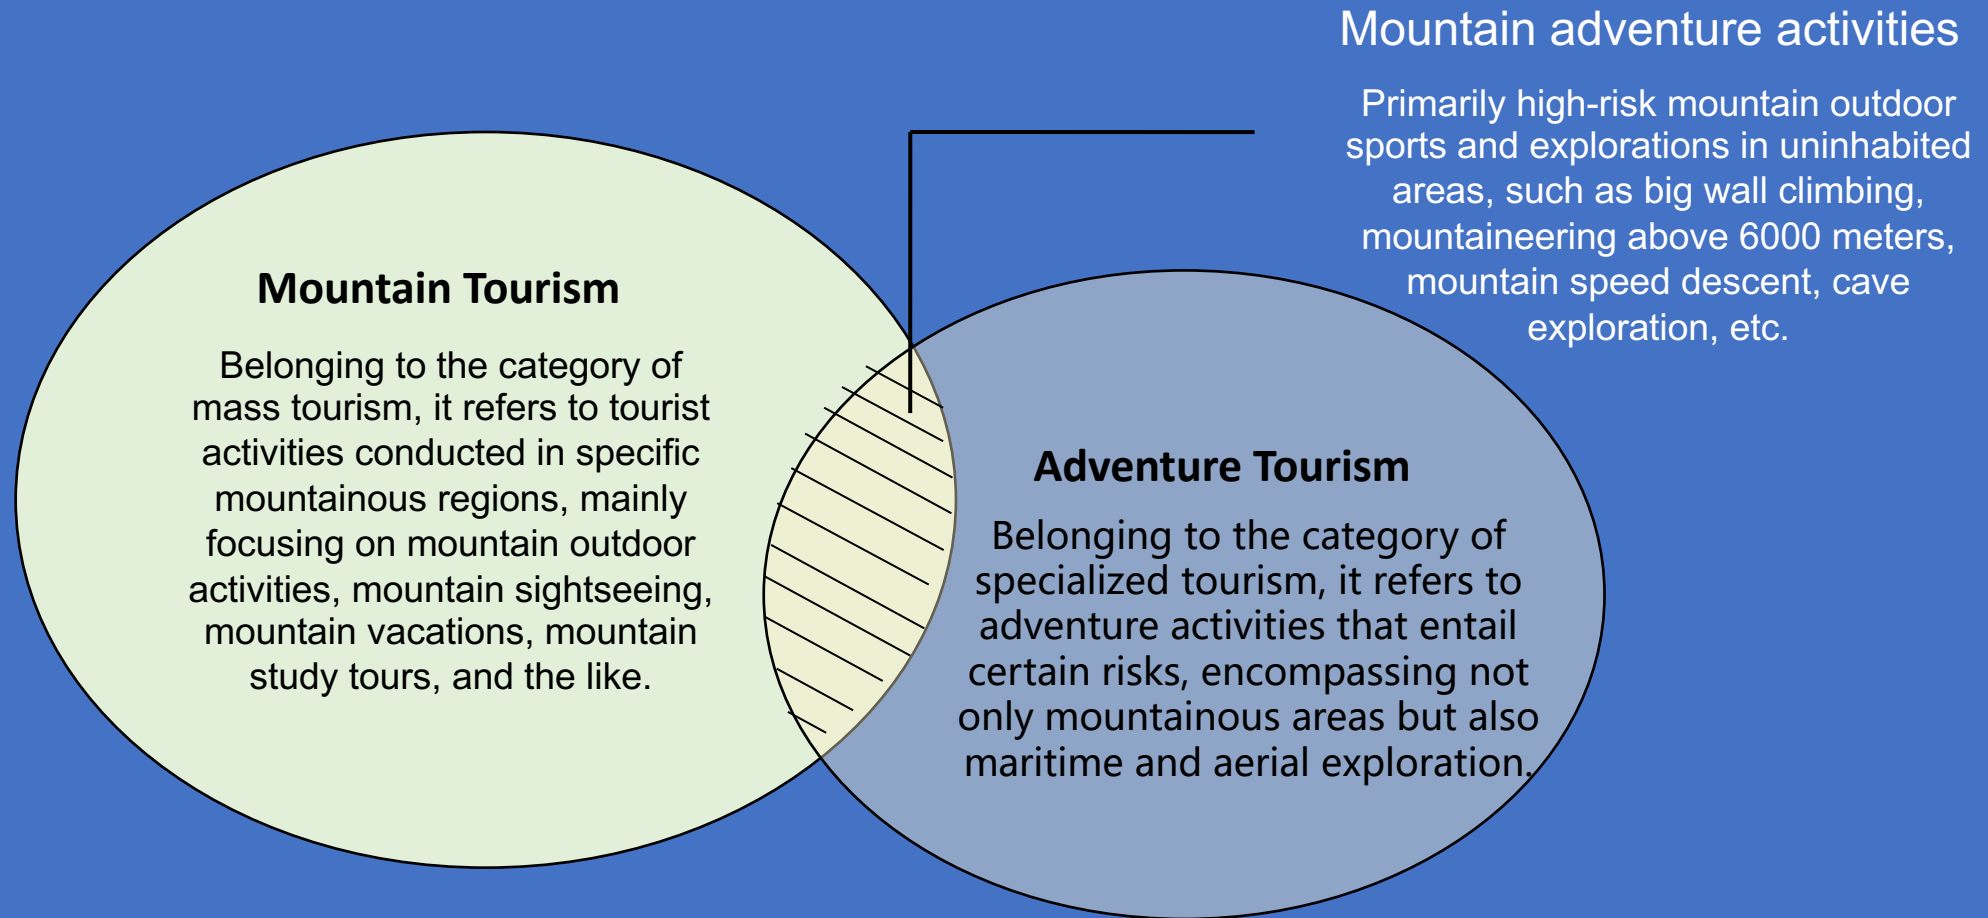 Mountain adventure activities
Primarily high-risk mountain outdoor
sports and explorations in uninhabited
areas, such as big wall climbing,
mountaineering above 6000 meters,
mountain speed descent, cave
exploration, etc.
Mountain Tourism
Belonging to the category of
mass tourism, it refers to tourist
activities conducted in specific
mountainous regions, mainly
focusing on mountain outdoor
activities, mountain sightseeing,
mountain vacations, mountain
study tours, and the like.
Adventure Tourism
Belonging to the category of
specialized tourism, it refers to
adventure activities that entail
certain risks, encompassing not
only mountainous areas but also
maritime and aerial exploration.